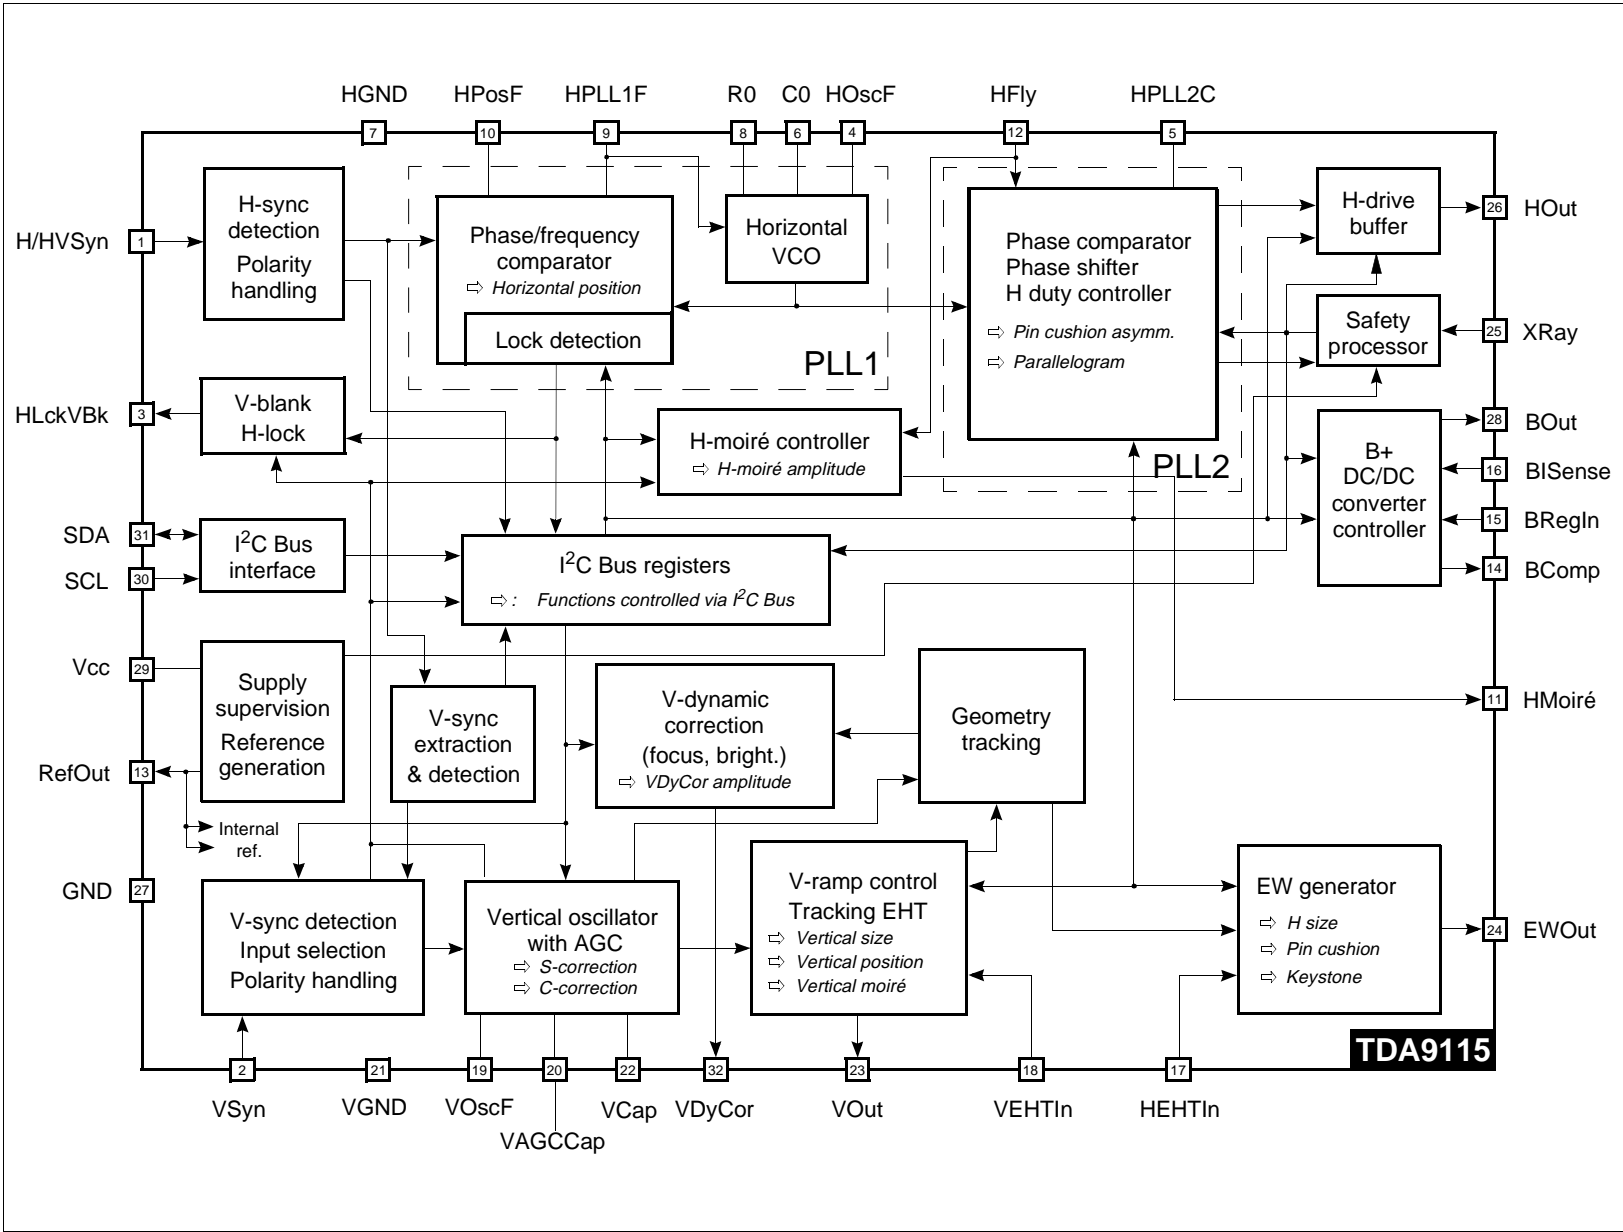 HGND
HPosF
HPLL1F
R0
C0
HOscF
HFly
HPLL2C
7
10
9
8
6
4
12
5
H/HVSyn
1
H-sync
detection
Polarity
handling
Phase/frequency
comparator
⇨ Horizontal position
Lock detection
PLL1
Horizontal
VCO
Phase comparator
Phase shifter
H duty controller
⇨ Pin cushion asymm.
⇨ Parallelogram
PLL2
H-drive
buffer
26
HOut
Safety
processor
25
XRay
HLckVBk
3
V-blank
H-lock
H-moiré controller
⇨ H-moiré amplitude
B+
DC/DC
converter
controller
28
BOut
16
BISense
15
BRegIn
14
BComp
SDA
31
SCL
30
I2C Bus
interface
I2C Bus registers
⇨ : Functions controlled via I2C Bus
Vcc
29
Supply
supervision
Reference
generation
RefOut
13
Internal
ref.
V-sync
extraction
& detection
V-dynamic
correction
(focus, bright.)
⇨ VDyCor amplitude
Geometry
tracking
11
HMoiré
GND
27
V-sync detection
Input selection
Polarity handling
Vertical oscillator
with AGC
⇨ S-correction
⇨ C-correction
V-ramp control
Tracking EHT
⇨ Vertical size
⇨ Vertical position
⇨ Vertical moiré
EW generator
⇨ H size
⇨ Pin cushion
⇨ Keystone
24
EWOut
TDA9115
2
21
19
20
22
32
23
18
17
VSyn
VGND
VOscF
VAGCCap
VCap
VDyCor
VOut
VEHTIn
HEHTIn